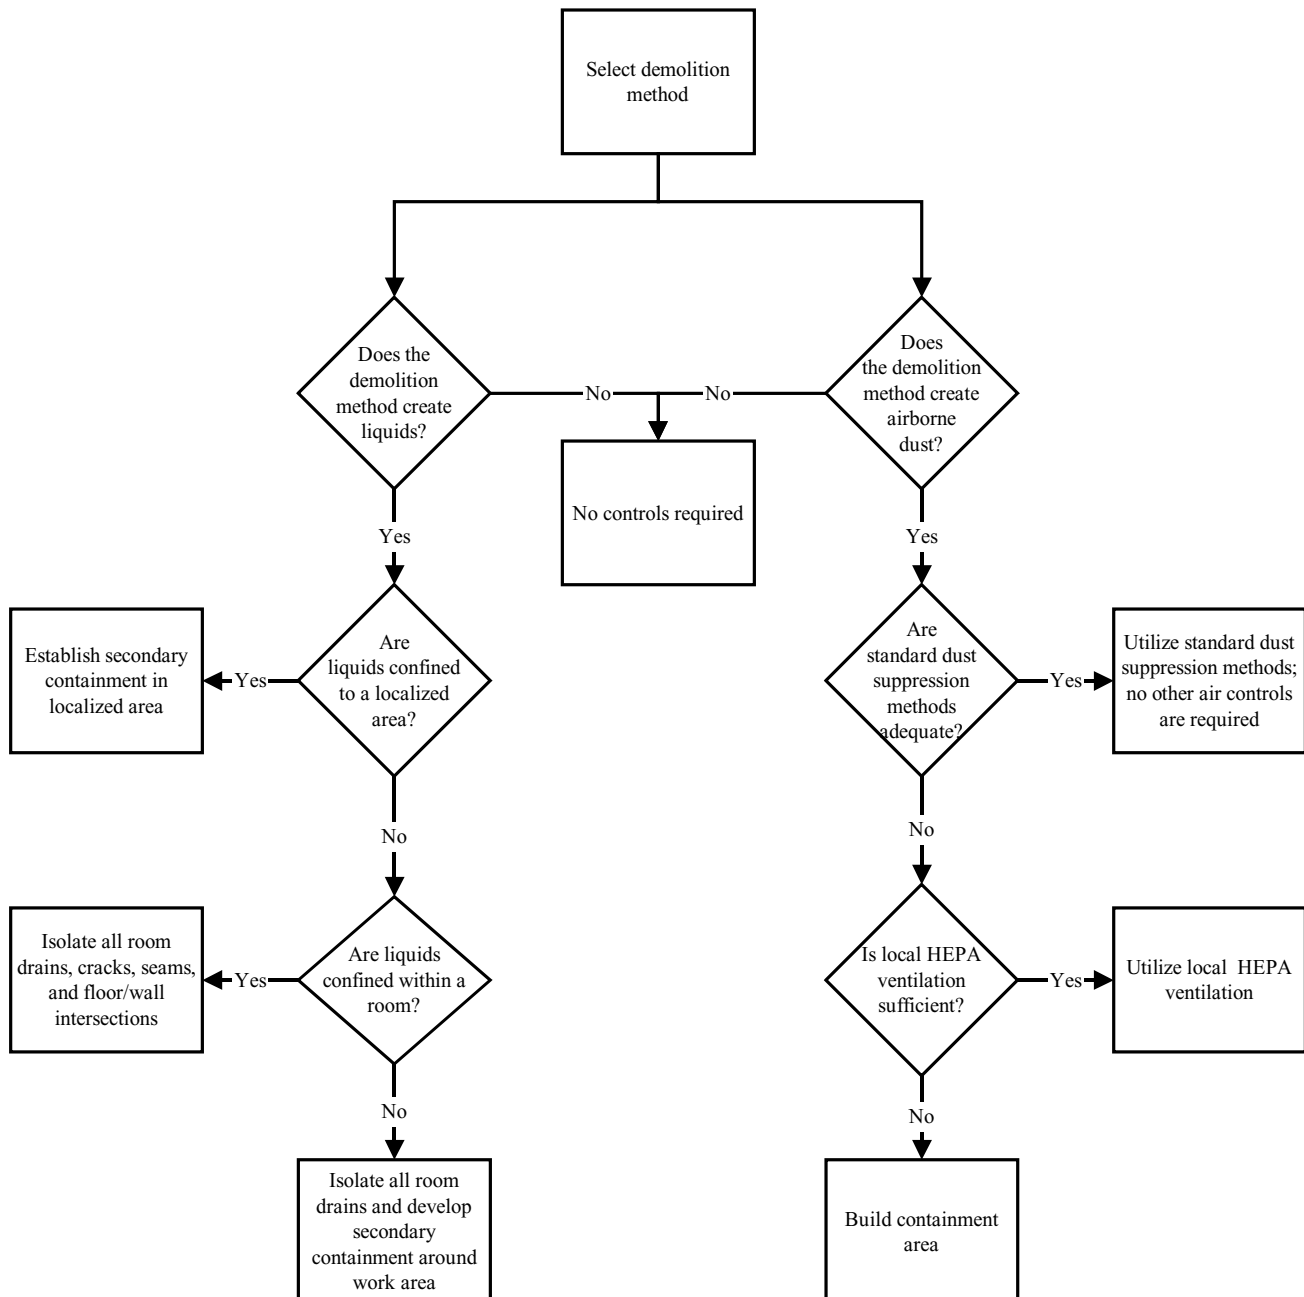 Select demolition
method
Does the
demolition
method create
liquids?
No
No
Does
the demolition
method create
airborne
dust?
No controls required
Yes
Yes
Establish secondary
containment in
localized area
Yes
Are
liquids confined
to a localized
area?
Are
standard dust
suppression
methods
adequate?
Yes
Utilize standard dust
suppression methods;
no other air controls
are required
No
No
Isolate all room
drains, cracks, seams,
and floor/wall
intersections
Yes
Are liquids
confined within a
room?
Is local HEPA
ventilation
sufficient?
Yes
Utilize local HEPA
ventilation
No
No
Isolate all room
drains and develop
secondary
containment around
work area
Build containment
area